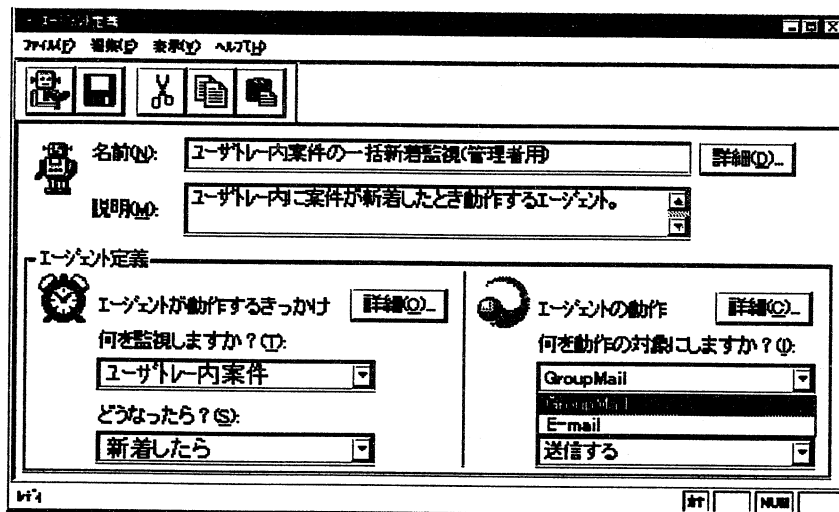 エージェント定義
ファイル(F) 編集(E) 表示(V) ヘルプ(H)
名前(N): ユーザトレー内案件の一括新着監視(管理者用) 詳細(D)...
説明(M): ユーザトレー内に案件が新着したとき動作するエージェント。
エージェント定義
エージェントが動作するきっかけ 詳細(O)...
何を監視しますか?(T):
ユーザトレー内案件
どうなったら?(S):
新着したら
エージェントの動作 詳細(C)...
何を動作の対象にしますか?(I):
GroupMail
GroupMail
E-mail
送信する
レディ NUM